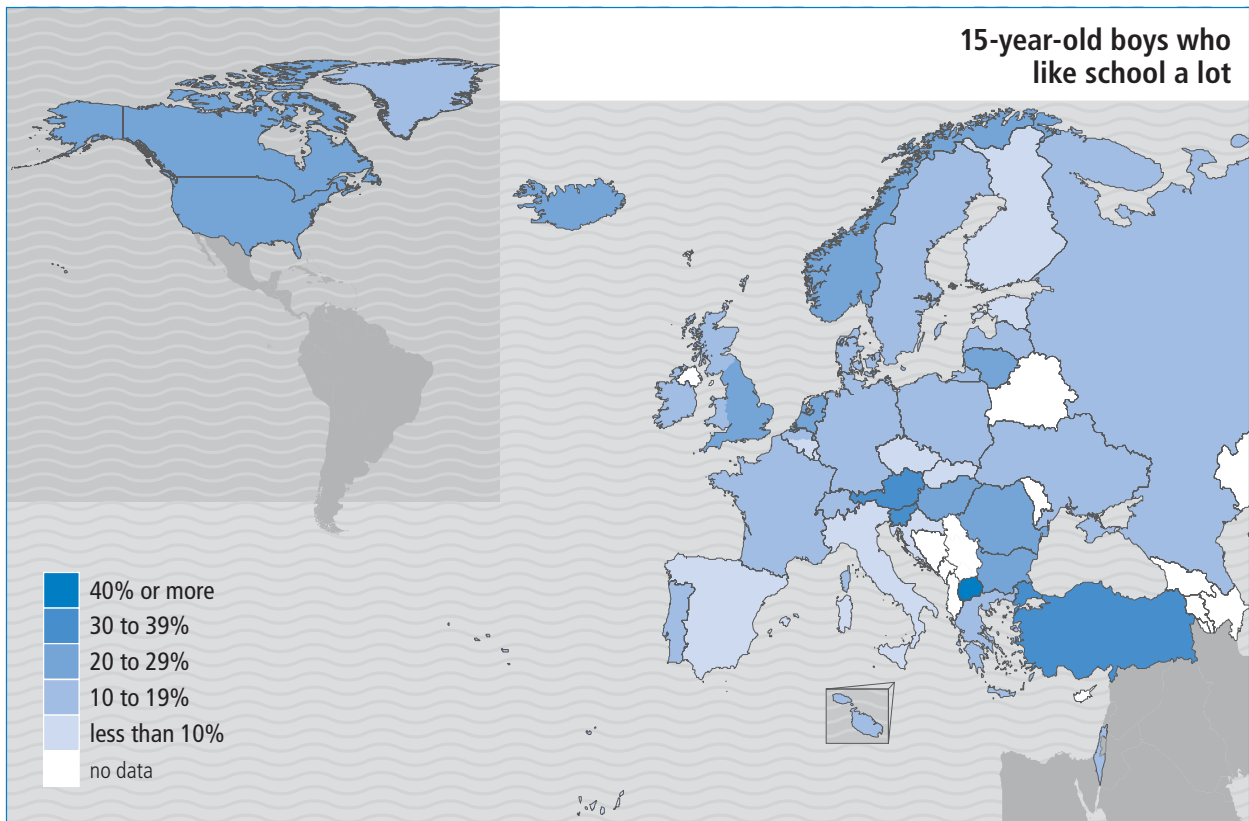 15-year-old boys who
like school a lot
40% or more
30 to 39%
20 to 29%
10 to 19%
less than 10%
no data